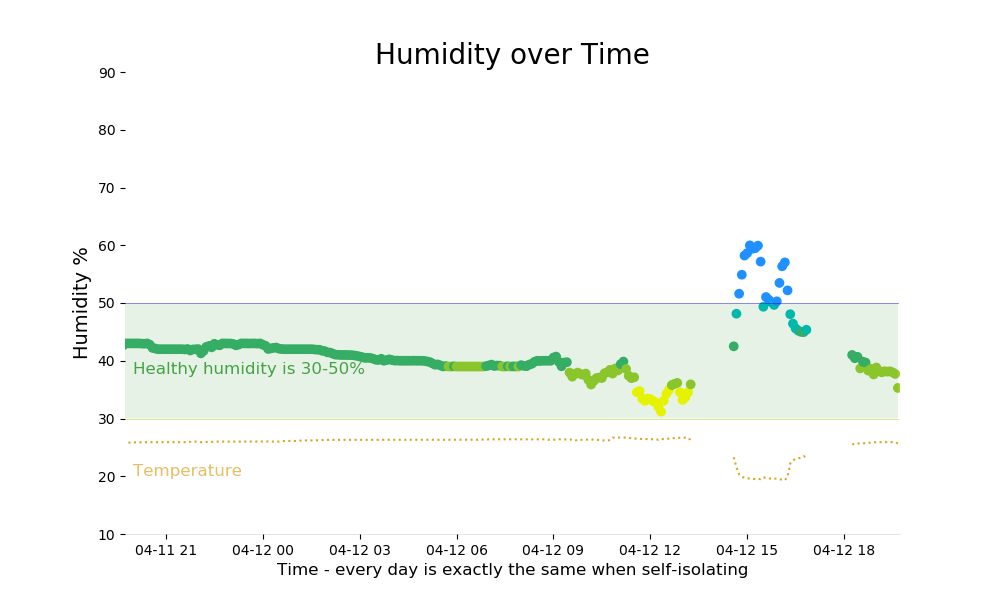 Humidity over Time
90
80
70
60
50
40
30
20
10
Humidity %
Healthy humidity is 30-50%
Temperature
04-11 21 04-12 00 04-12 03 04-12 06 04-12 09 04-12 12 04-12 15 04-12 18
Time - every day is exactly the same when self-isolating